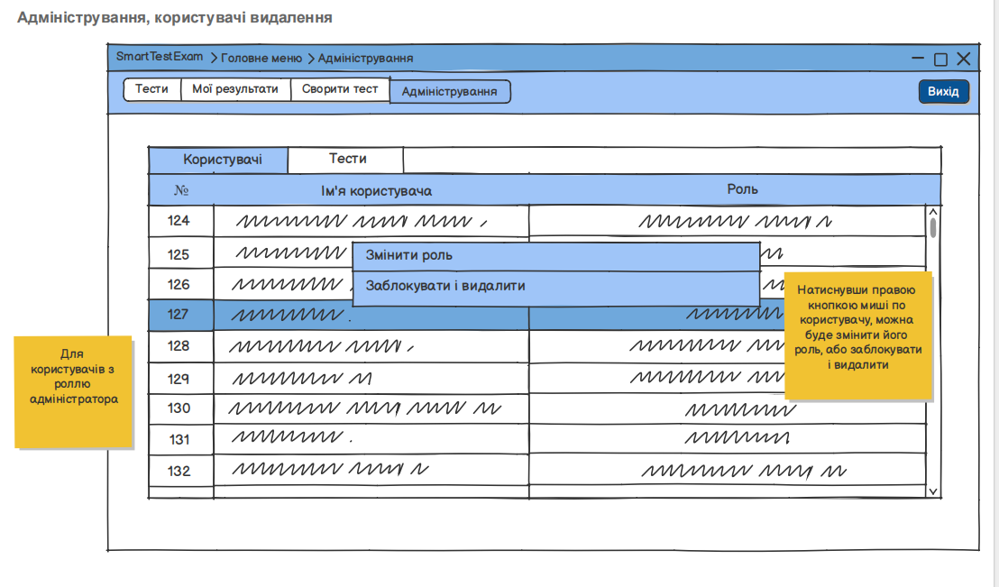 Адміністрування, користувачі видалення
SmartTestExam > Головне меню > Адміністрування
Тести Мої результати Сворити тест Адміністрування Вихід
Користувачі Тести
№ Ім'я користувача Роль
124
125
Змінити роль
126
Заблокувати і видалити
127
128
129
130
131
132
Натиснувши правою
кнопкою миші по
користувачу, можна
буде змінити його
роль, або заблокувати
і видалити
Для
користувачів з
роллю
адміністратора